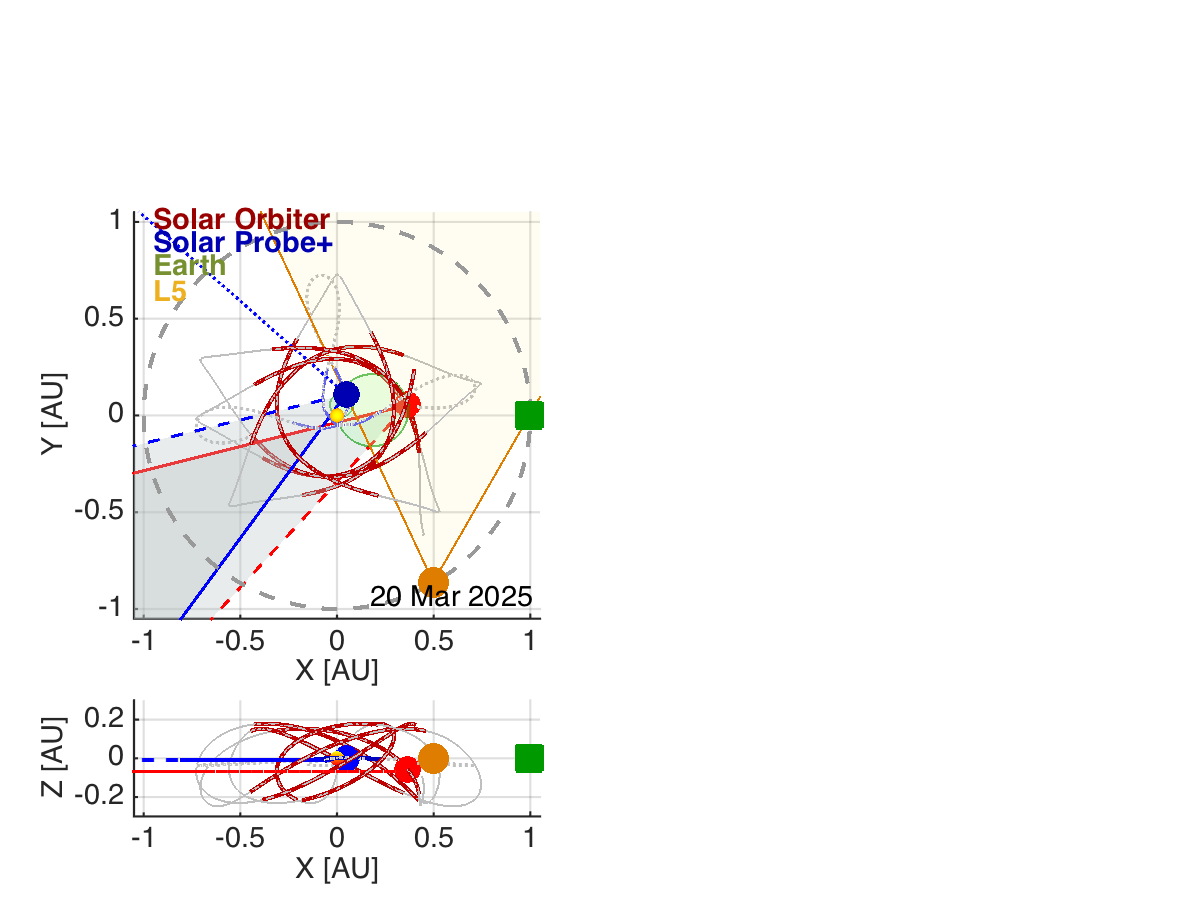 Solar Orbiter
Solar Probe+
Earth
L5
1
0.5
0
-0.5
-1
Y [AU]
20 Mar 2025
-1 -0.5 0 0.5 1
X [AU]
0.2
0
-0.2
Z [AU]
-1 -0.5 0 0.5 1
X [AU]